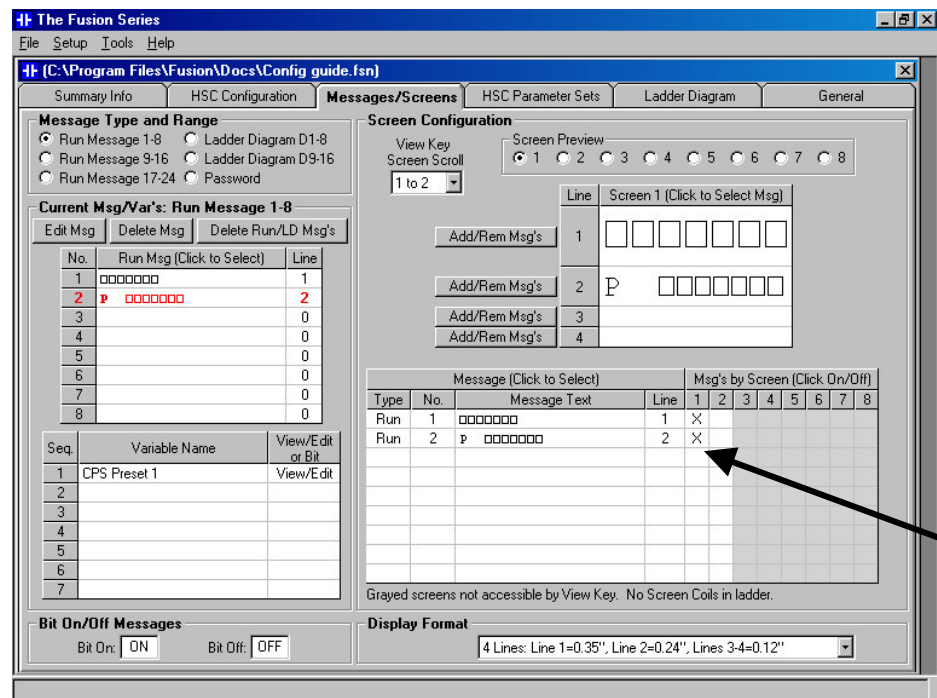 The Fusion Series
File Setup Tools Help
(C:\Program Files\Fusion\Docs\Config guide.fsn)
Summary Info HSC Configuration Messages/Screens HSC Parameter Sets Ladder Diagram General
Message Type and Range
Run Message 1-8 Ladder Diagram D1-8
Run Message 9-16 Ladder Diagram D9-16
Run Message 17-24 Password
Current Msg/Var's: Run Message 1-8
Edit Msg Delete Msg Delete Run/LD Msg's
No. Run Msg (Click to Select) Line
1 □□□□□□□ 1
2 P □□□□□□□ 2
3 0
4 0
5 0
6 0
7 0
8 0
Seq. Variable Name View/Edit or Bit
1 CPS Preset 1 View/Edit
2
3
4
5
6
7
Bit On/Off Messages
Bit On: ON Bit Off: OFF
Screen Configuration
View Key Screen Scroll
1 to 2
Screen Preview
1 2 3 4 5 6 7 8
Line Screen 1 (Click to Select Msg)
Add/Rem Msg's 1 □□□□□□□
Add/Rem Msg's 2 P □□□□□□□
Add/Rem Msg's 3
Add/Rem Msg's 4
Message (Click to Select) Msg's by Screen (Click On/Off)
Type No. Message Text Line 1 2 3 4 5 6 7 8
Run 1 □□□□□□□ 1 X
Run 2 P □□□□□□□ 2 X
Grayed screens not accessible by View Key. No Screen Coils in ladder.
Display Format
4 Lines: Line 1=0.35", Line 2=0.24", Lines 3-4=0.12"